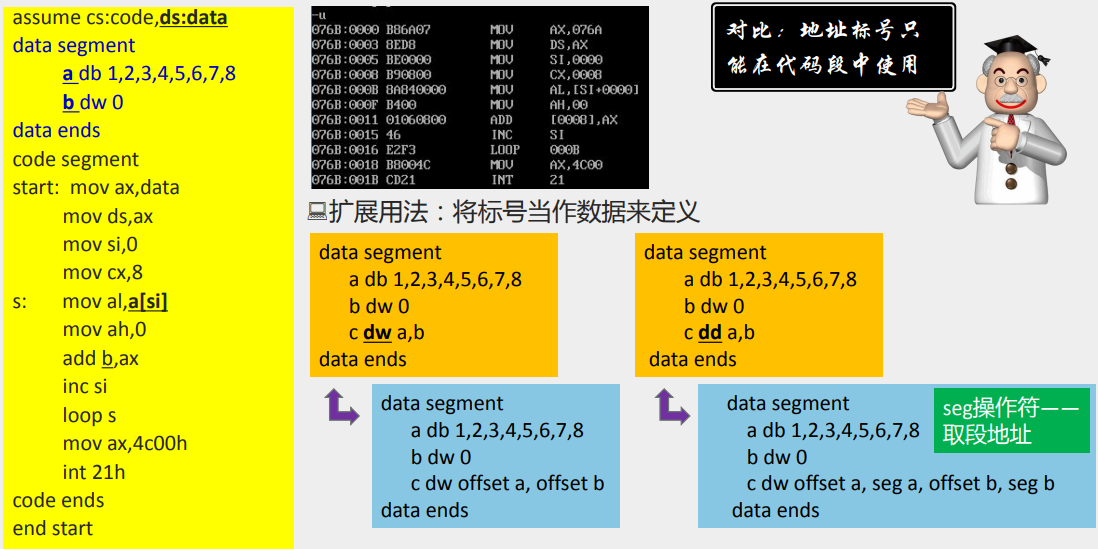 assume cs:code,ds:data
data segment
a db 1,2,3,4,5,6,7,8
b dw 0
data ends
code segment
start: mov ax,data
mov ds,ax
mov si,0
mov cx,8
s: mov al,a[si]
mov ah,0
add b,ax
inc si
loop s
mov ax,4c00h
int 21h
code ends
end start
-u
076B:0000 B86A07 MOV AX,076A
076B:0003 8ED8 MOV DS,AX
076B:0005 BE0000 MOV SI,0000
076B:0008 B90800 MOV CX,0008
076B:000B 8A840000 MOV AL,[SI+0000]
076B:000F B400 MOV AH,00
076B:0011 01060800 ADD [0008],AX
076B:0015 46 INC SI
076B:0016 E2F3 LOOP 000B
076B:0018 B8004C MOV AX,4C00
076B:001B CD21 INT 21
对比：地址标号只
能在代码段中使用
扩展用法：将标号当作数据来定义
data segment
a db 1,2,3,4,5,6,7,8
b dw 0
c dw a,b
data ends
data segment
a db 1,2,3,4,5,6,7,8
b dw 0
c dd a,b
data ends
data segment
a db 1,2,3,4,5,6,7,8
b dw 0
c dw offset a, offset b
data ends
data segment
a db 1,2,3,4,5,6,7,8
b dw 0
c dw offset a, seg a, offset b, seg b
data ends
seg操作符——
取段地址